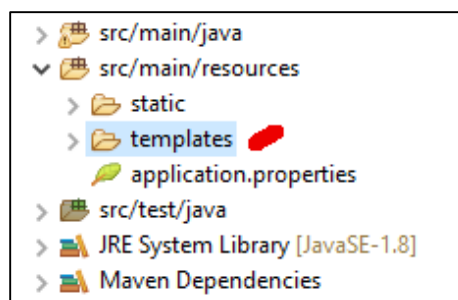 src/main/java
src/main/resources
static
templates
application.properties
src/test/java
JRE System Library [JavaSE-1.8]
Maven Dependencies